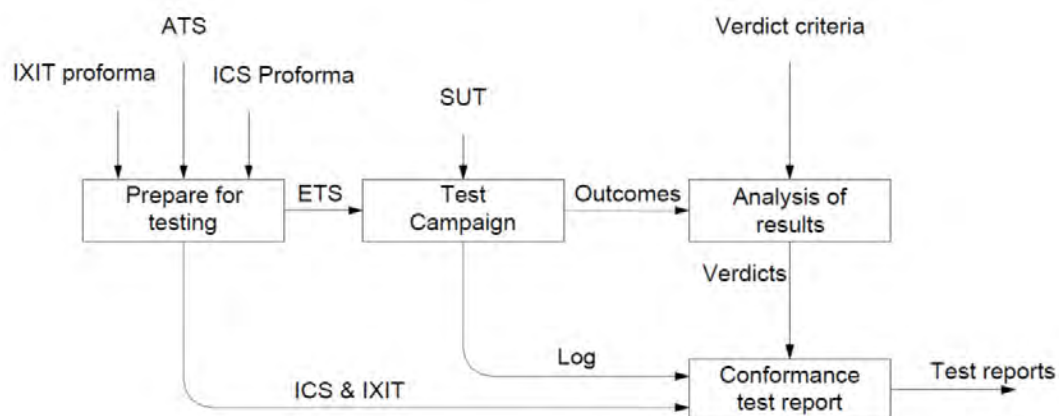 ATS
Verdict criteria
IXIT proforma
ICS Proforma
SUT
Prepare for
testing
ETS
Test
Campaign
Outcomes
Analysis of
results
Verdicts
Log
ICS & IXIT
Conformance
test report
Test reports